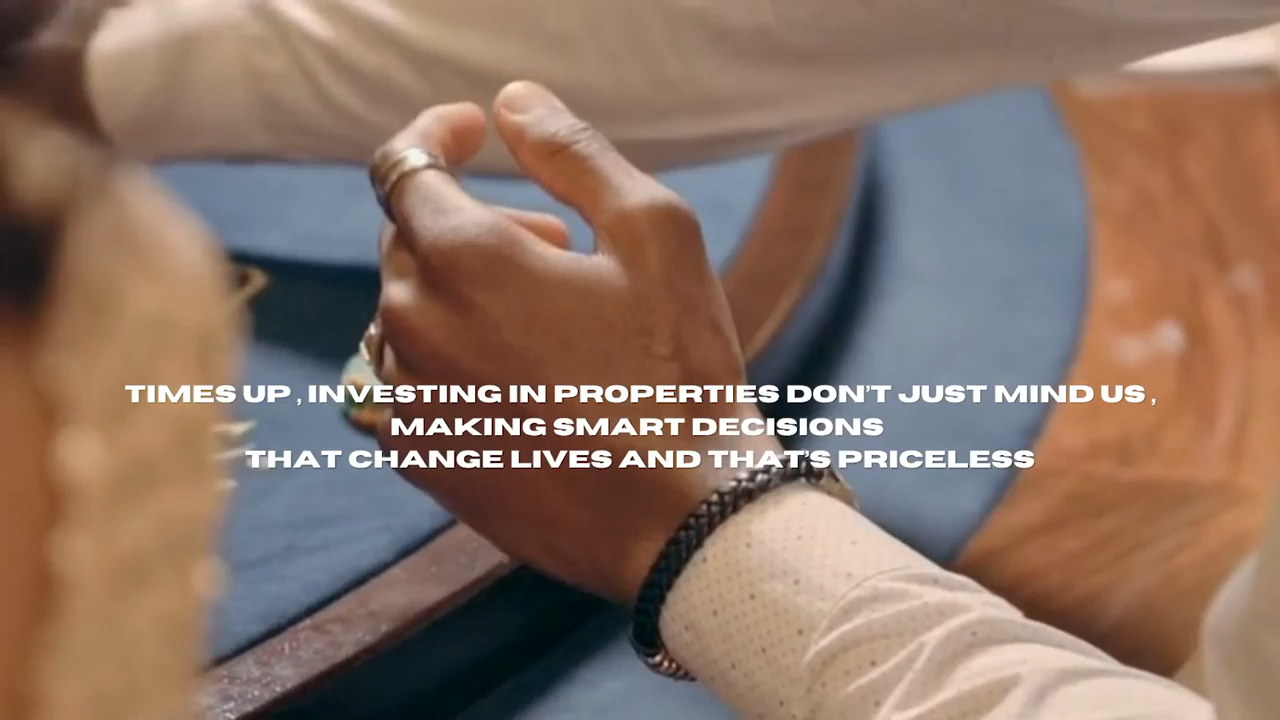 TIMES UP , INVESTING IN PROPERTIES DON'T JUST MIND US ,
MAKING SMART DECISIONS
THAT CHANGE LIVES AND THAT'S PRICELESS